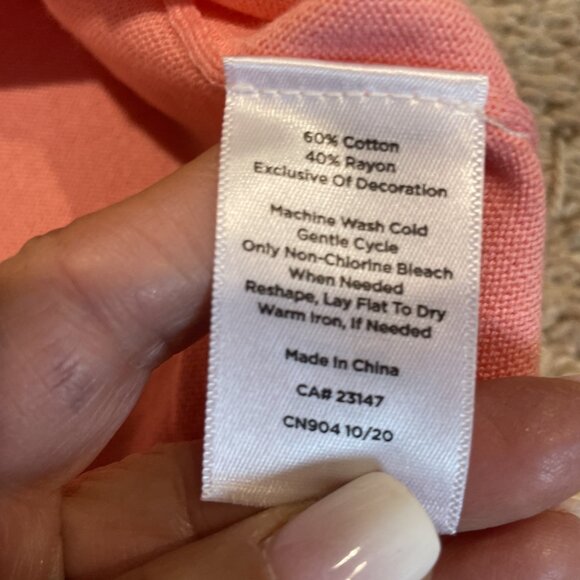 60% Cotton
40% Rayon
Exclusive Of Decoration
Machine Wash Cold
Gentle Cycle
Only Non-Chlorine Bleach
When Needed
Reshape, Lay Flat To Dry
Warm Iron, If Needed
Made In China
CA# 23147
CN904 10/20